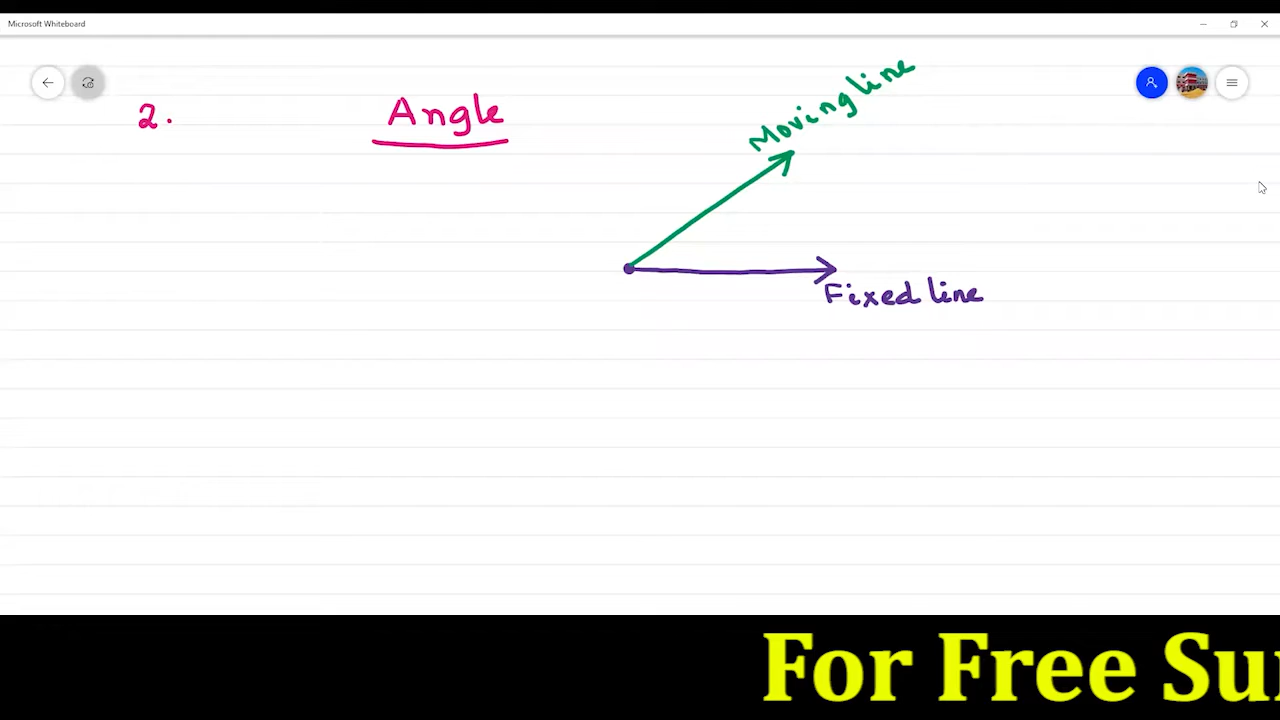 Microsoft Whiteboard
2. Angle
Moving line
Fixed line
For Free Su